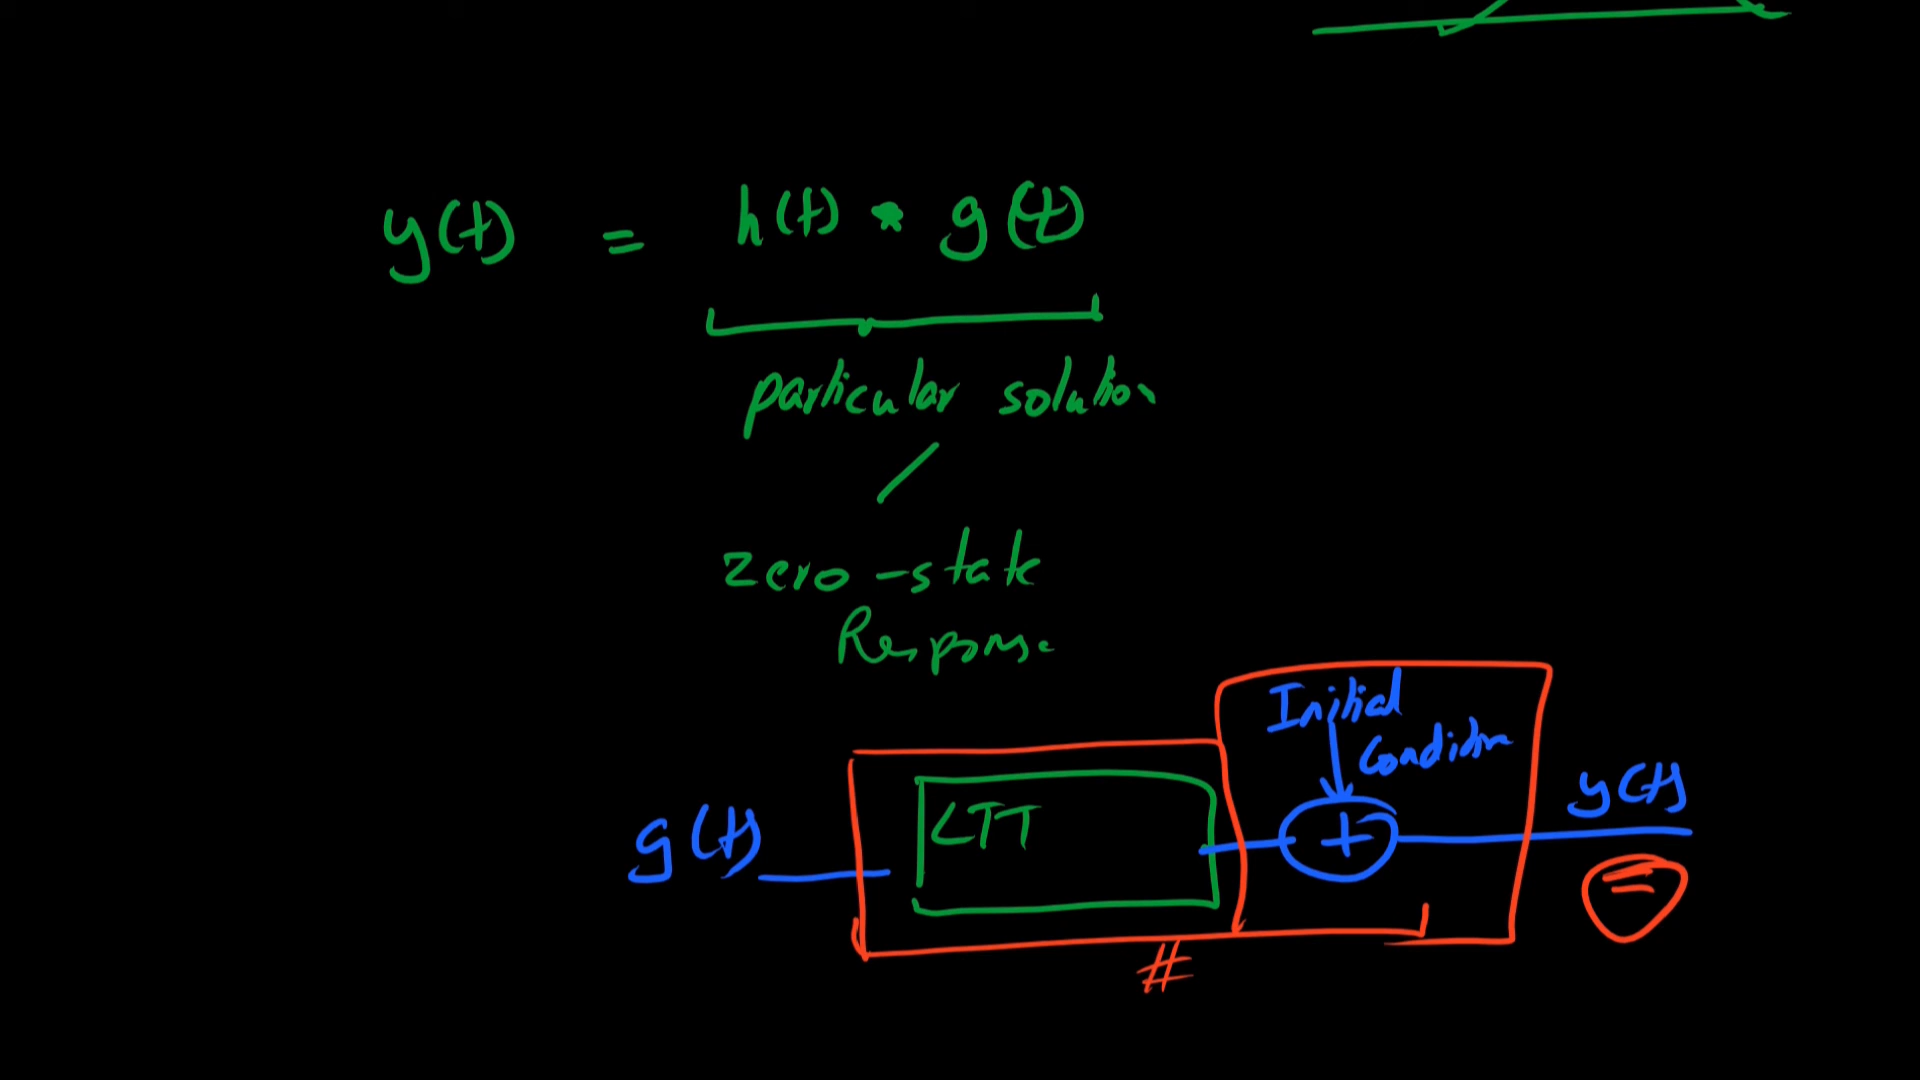 y(t) = h(t) * g(t)
particular solution
/
zero-state
Response
Initial
Condition
g(t)
LTI
+
y(t)
#